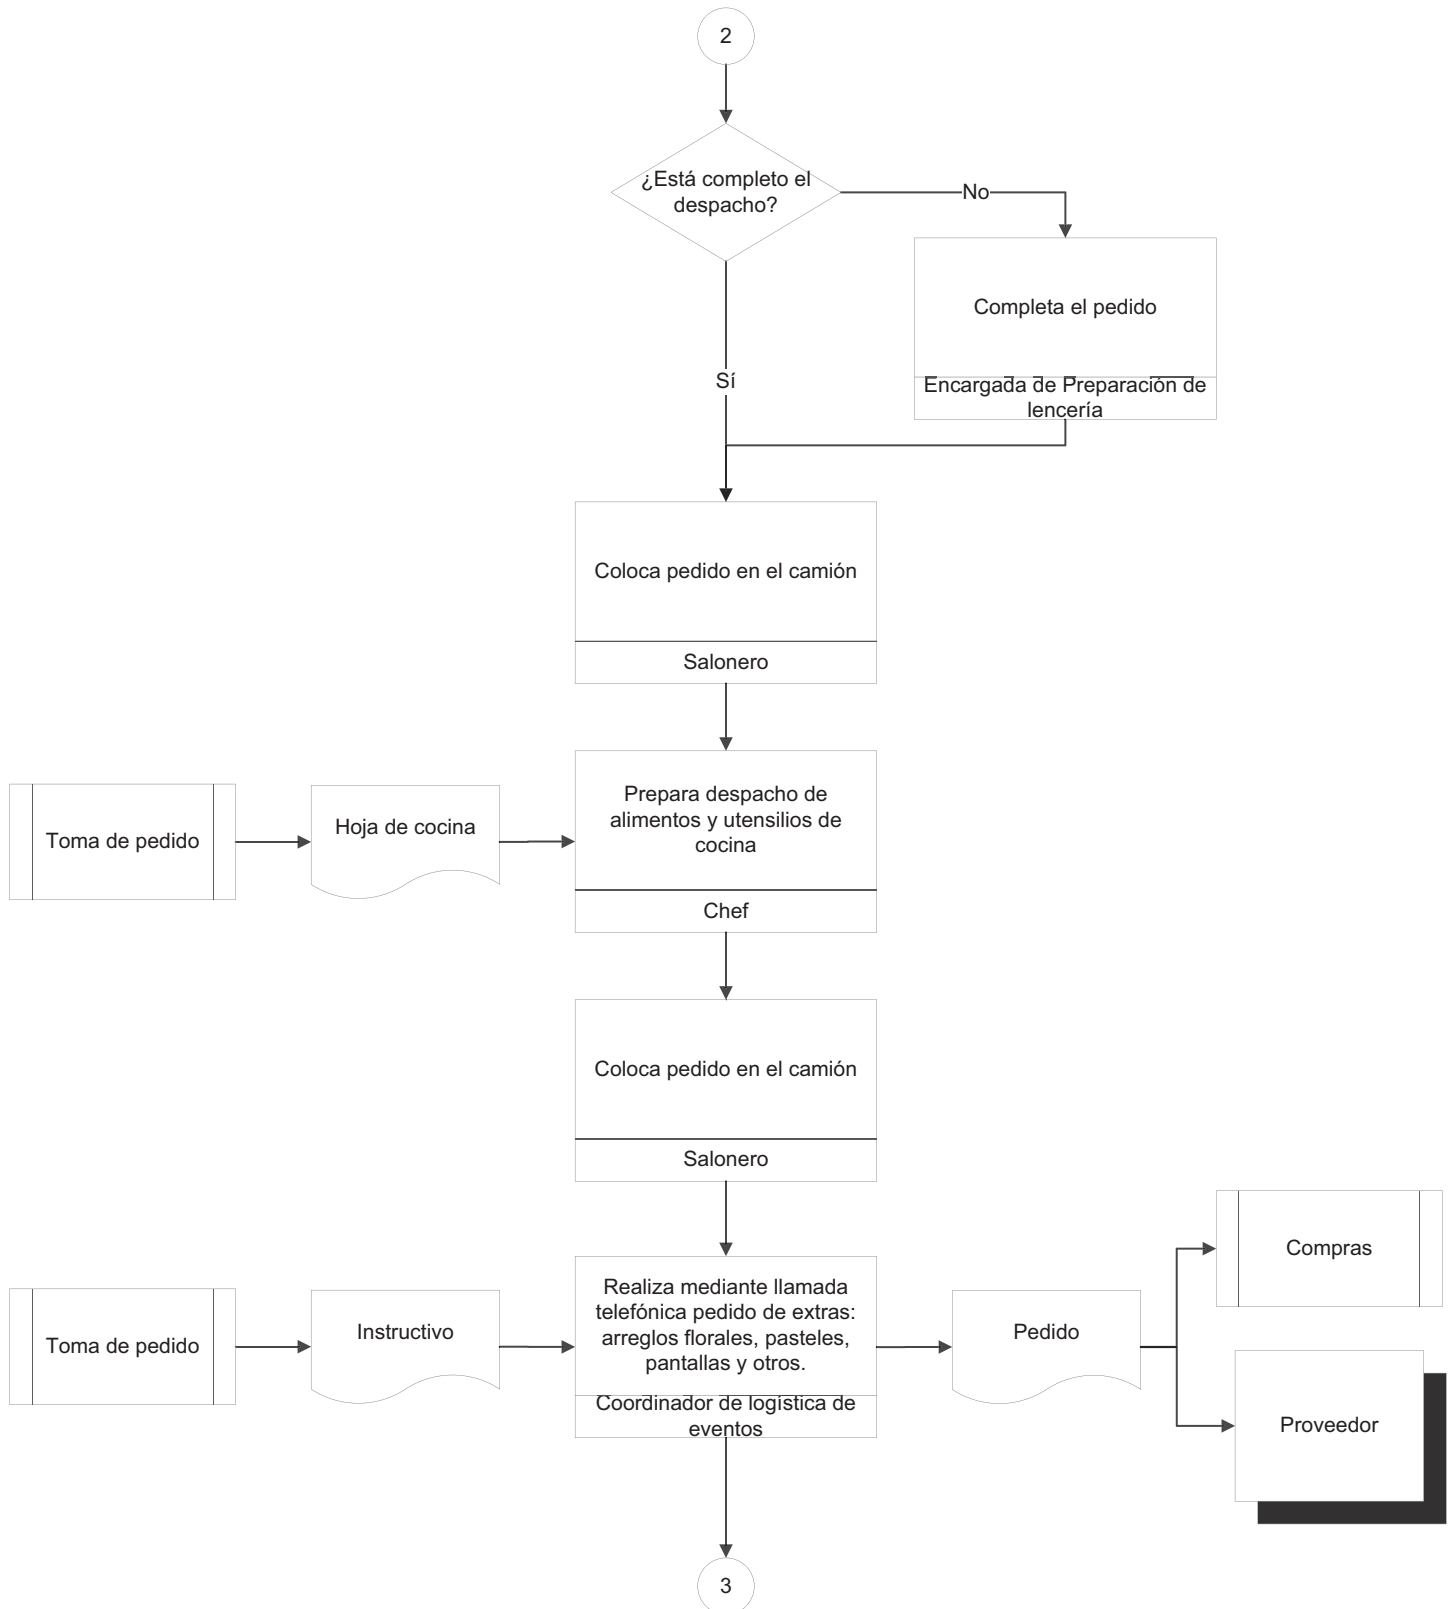 2
¿Está completo el
despacho?
No
Completa el pedido
Encargada de Preparación de
lencería
Sí
Coloca pedido en el camión
Salonero
Toma de pedido
Hoja de cocina
Prepara despacho de
alimentos y utensilios de
cocina
Chef
Coloca pedido en el camión
Salonero
Toma de pedido
Instructivo
Realiza mediante llamada
telefónica pedido de extras:
arreglos florales, pasteles,
pantallas y otros.
Coordinador de logística de
eventos
Pedido
Compras
Proveedor
3